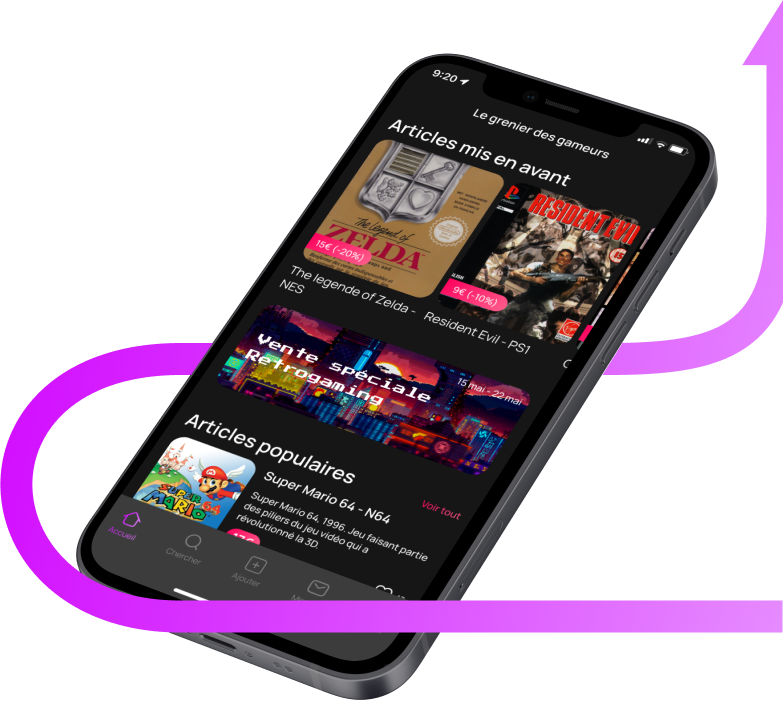 9:20
Le grenier des gameurs
Articles mis en avant
The Legend of
ZELDA
15€ (-20%)
RESIDENT EVIL
9€ (-10%)
The legende of Zelda -
NES
Resident Evil - PS1
Vente spéciale
Retrogaming
15 mai - 22 mai
Articles populaires
Voir tout
SUPER
MARIO 64
Super Mario 64 - N64
Super Mario 64, 1996. Jeu faisant partie
des piliers du jeu vidéo qui a
révolutionné la 3D.
Accueil
Chercher
Ajouter